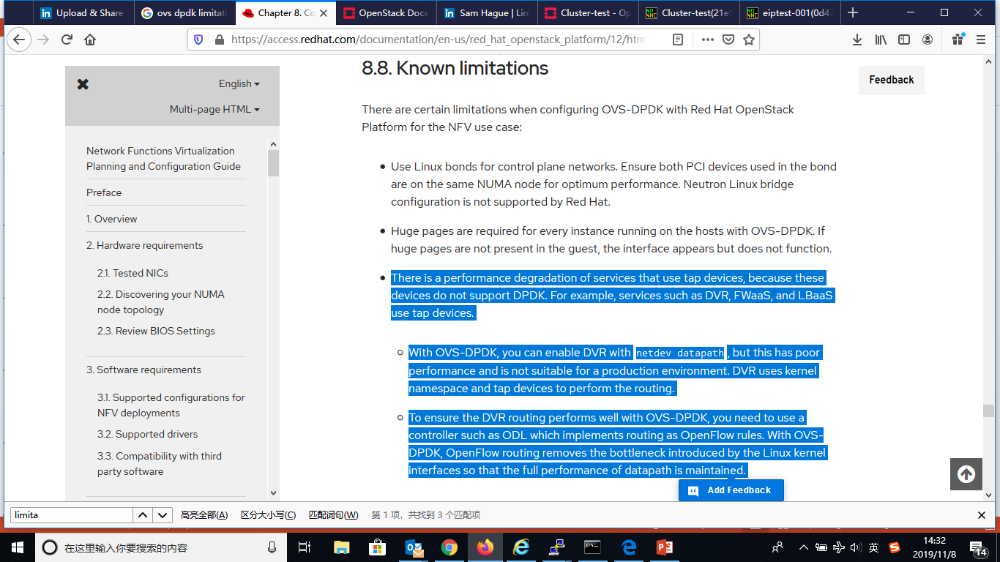 Upload & Share
ovs dpdk limitati
Chapter 8. Co
OpenStack Docs
Sam Hague | Lin
Cluster-test - Op
Cluster-test(21e1
eiptest-001(0d47
https://access.redhat.com/documentation/en-us/red_hat_openstack_platform/12/htm
English
Multi-page HTML
Network Functions Virtualization
Planning and Configuration Guide
Preface
1. Overview
2. Hardware requirements
2.1. Tested NICs
2.2. Discovering your NUMA
node topology
2.3. Review BIOS Settings
3. Software requirements
3.1. Supported configurations for
NFV deployments
3.2. Supported drivers
3.3. Compatibility with third
party software
8.8. Known limitations
There are certain limitations when configuring OVS-DPDK with Red Hat OpenStack
Platform for the NFV use case:
Use Linux bonds for control plane networks. Ensure both PCI devices used in the bond
are on the same NUMA node for optimum performance. Neutron Linux bridge
configuration is not supported by Red Hat.
Huge pages are required for every instance running on the hosts with OVS-DPDK. If
huge pages are not present in the guest, the interface appears but does not function.
There is a performance degradation of services that use tap devices, because these
devices do not support DPDK. For example, services such as DVR, FWaaS, and LBaaS
use tap devices.
With OVS-DPDK, you can enable DVR with netdev datapath , but this has poor
performance and is not suitable for a production environment. DVR uses kernel
namespace and tap devices to perform the routing.
To ensure the DVR routing performs well with OVS-DPDK, you need to use a
controller such as ODL which implements routing as OpenFlow rules. With OVS-
DPDK, OpenFlow routing removes the bottleneck introduced by the Linux kernel
interfaces so that the full performance of datapath is maintained.
Feedback
Add Feedback
limita
高亮全部(A)
区分大小写(C)
匹配词句(W)
第 1 项，共找到 3 个匹配项
在这里输入你要搜索的内容
英
14:32
2019/11/8
14